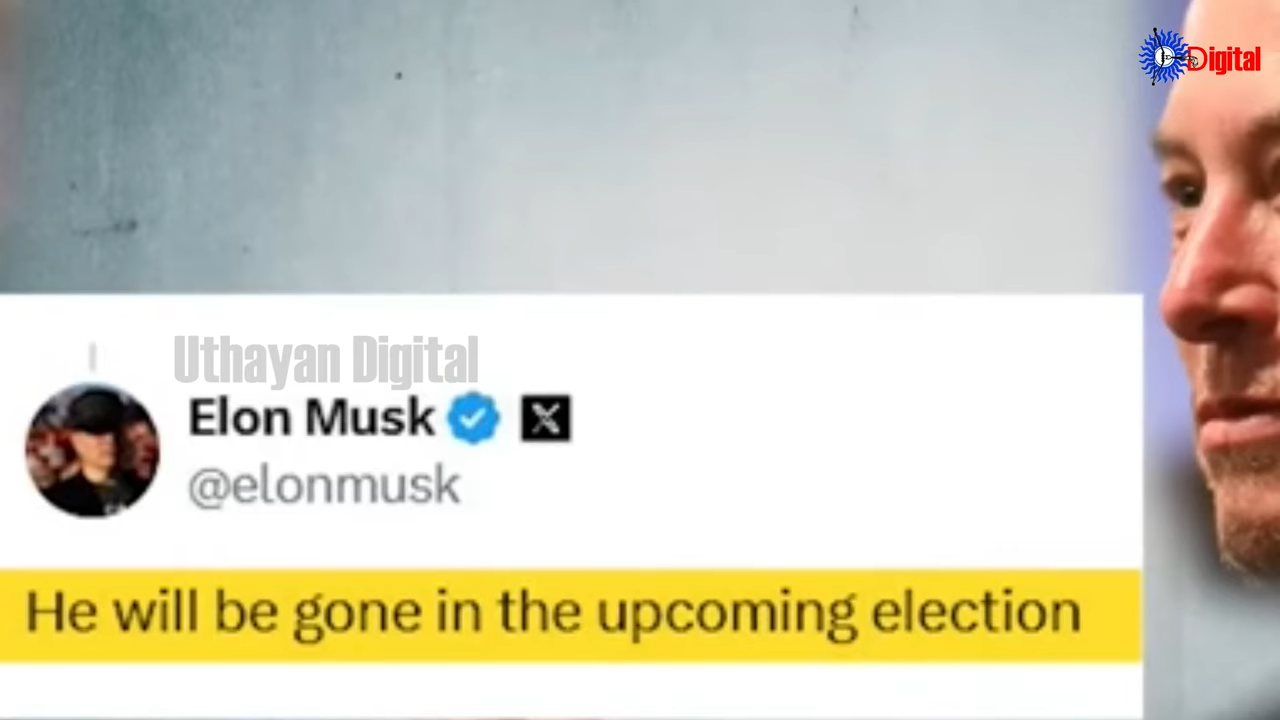 Digital
Uthayan Digital
Elon Musk
@elonmusk
He will be gone in the upcoming election